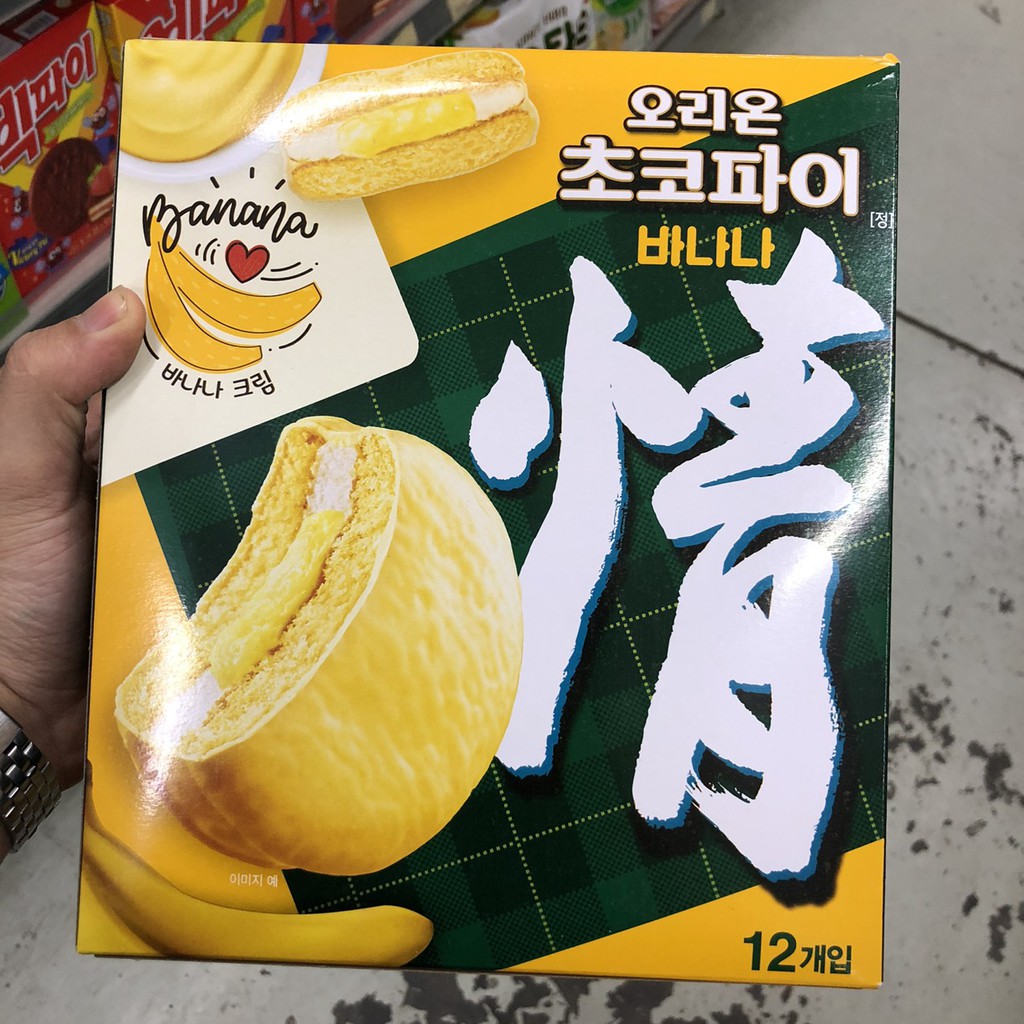 오리온
초코파이
[정]
바나나
情
Banana
바나나 크림
이미지 예
12개입